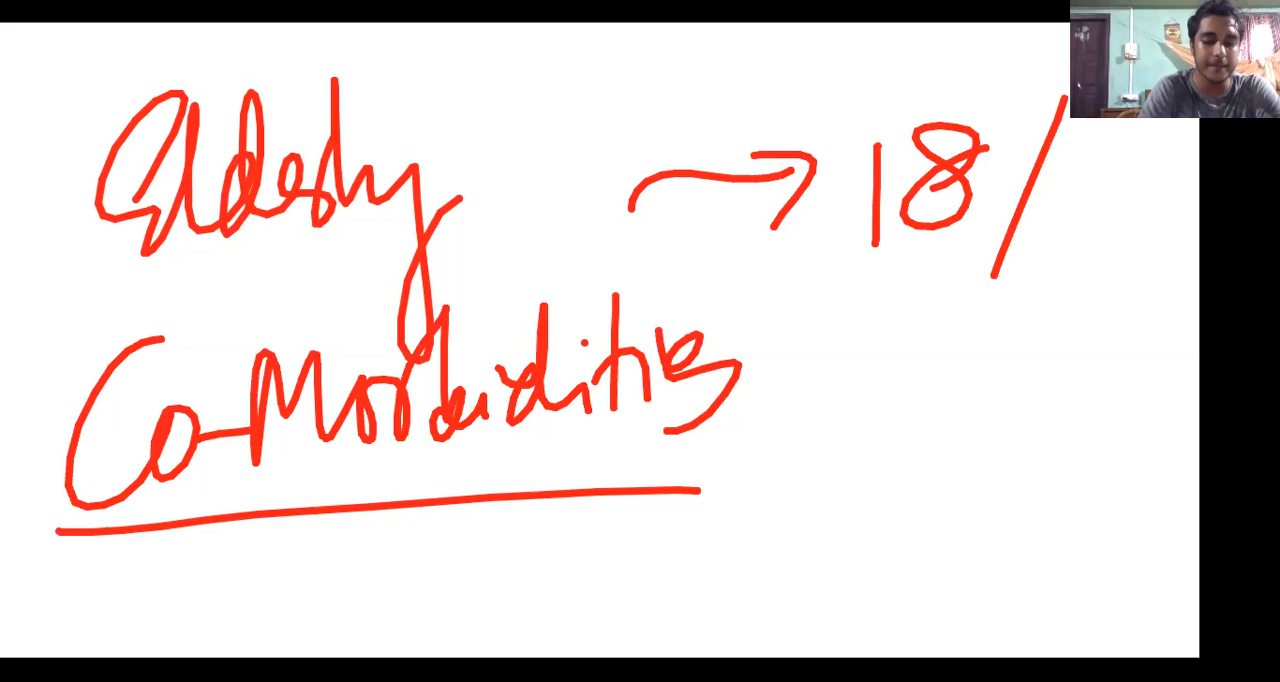 Elderly → 18/
Co-Morbidities